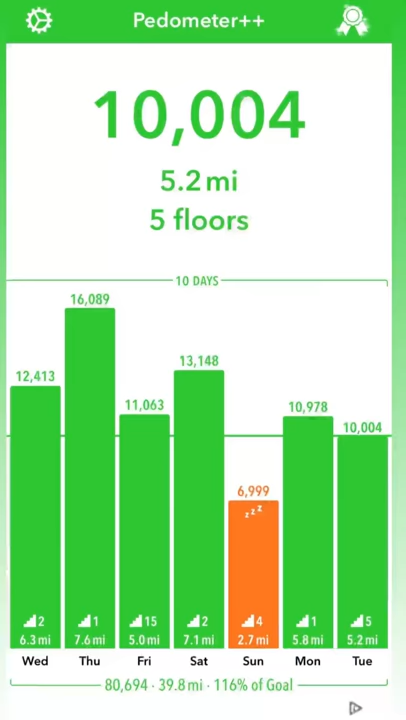 Pedometer++
10,004
5.2 mi
5 floors
10 DAYS
16,089
13,148
12,413
11,063
10,978
10,004
6,999
z z z
2 1 15 2 4 1 5
6.3 mi 7.6 mi 5.0 mi 7.1 mi 2.7 mi 5.8 mi 5.2 mi
Wed Thu Fri Sat Sun Mon Tue
80,694 · 39.8 mi · 116% of Goal